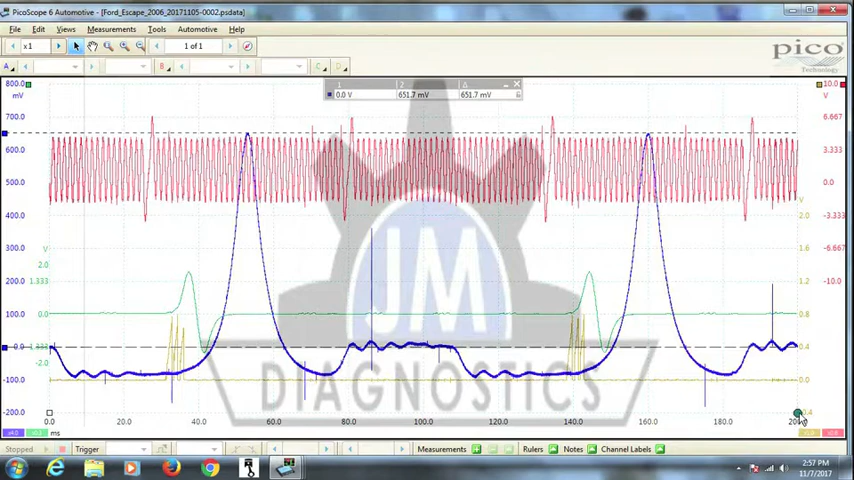 PicoScope 6 Automotive - [Ford_Escape_2006_20171105-0002.psdata]
File Edit Views Measurements Tools Automotive Help
x 1 1 of 1
pico
Technology
A B C D
1 2 Δ
0.0 V 651.7 mV 651.7 mV
800.0 10.0
mV V
700.0 6.667
600.0 3.333
500.0 0.0
V
400.0 2.0 -3.333
V
300.0 1.6 -6.667
2.0
200.0 1.333 1.2 -10.0
100.0 0.0 0.8
0.0 0.4
-2.0
-100.0 0.0
-200.0
JM
DIAGNOSTICS
0.0 20.0 40.0 60.0 80.0 100.0 120.0 140.0 160.0 180.0
ms
x4.0
Stopped Trigger Measurements Rulers Notes Channel Labels
2:57 PM
11/7/2017